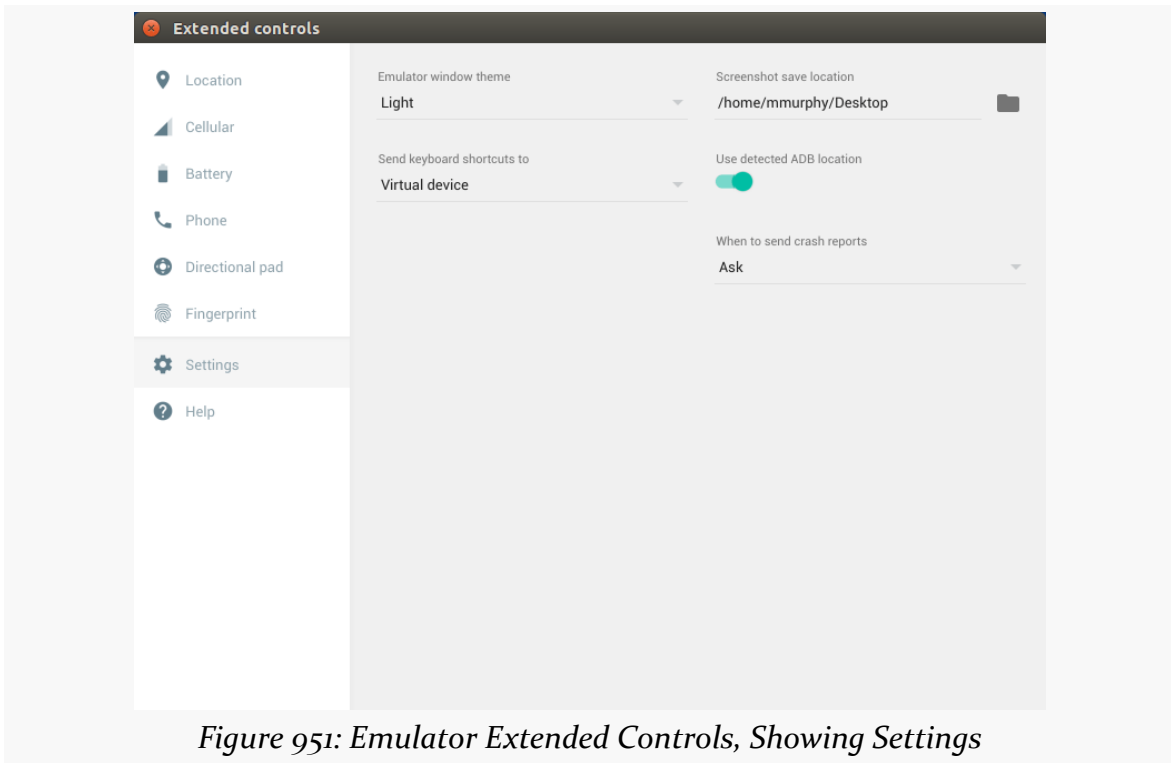 Extended controls
Location
Cellular
Battery
Phone
Directional pad
Fingerprint
Settings
Help
Emulator window theme
Light
Send keyboard shortcuts to
Virtual device
Screenshot save location
/home/mmurphy/Desktop
Use detected ADB location
When to send crash reports
Ask
Figure 951: Emulator Extended Controls, Showing Settings